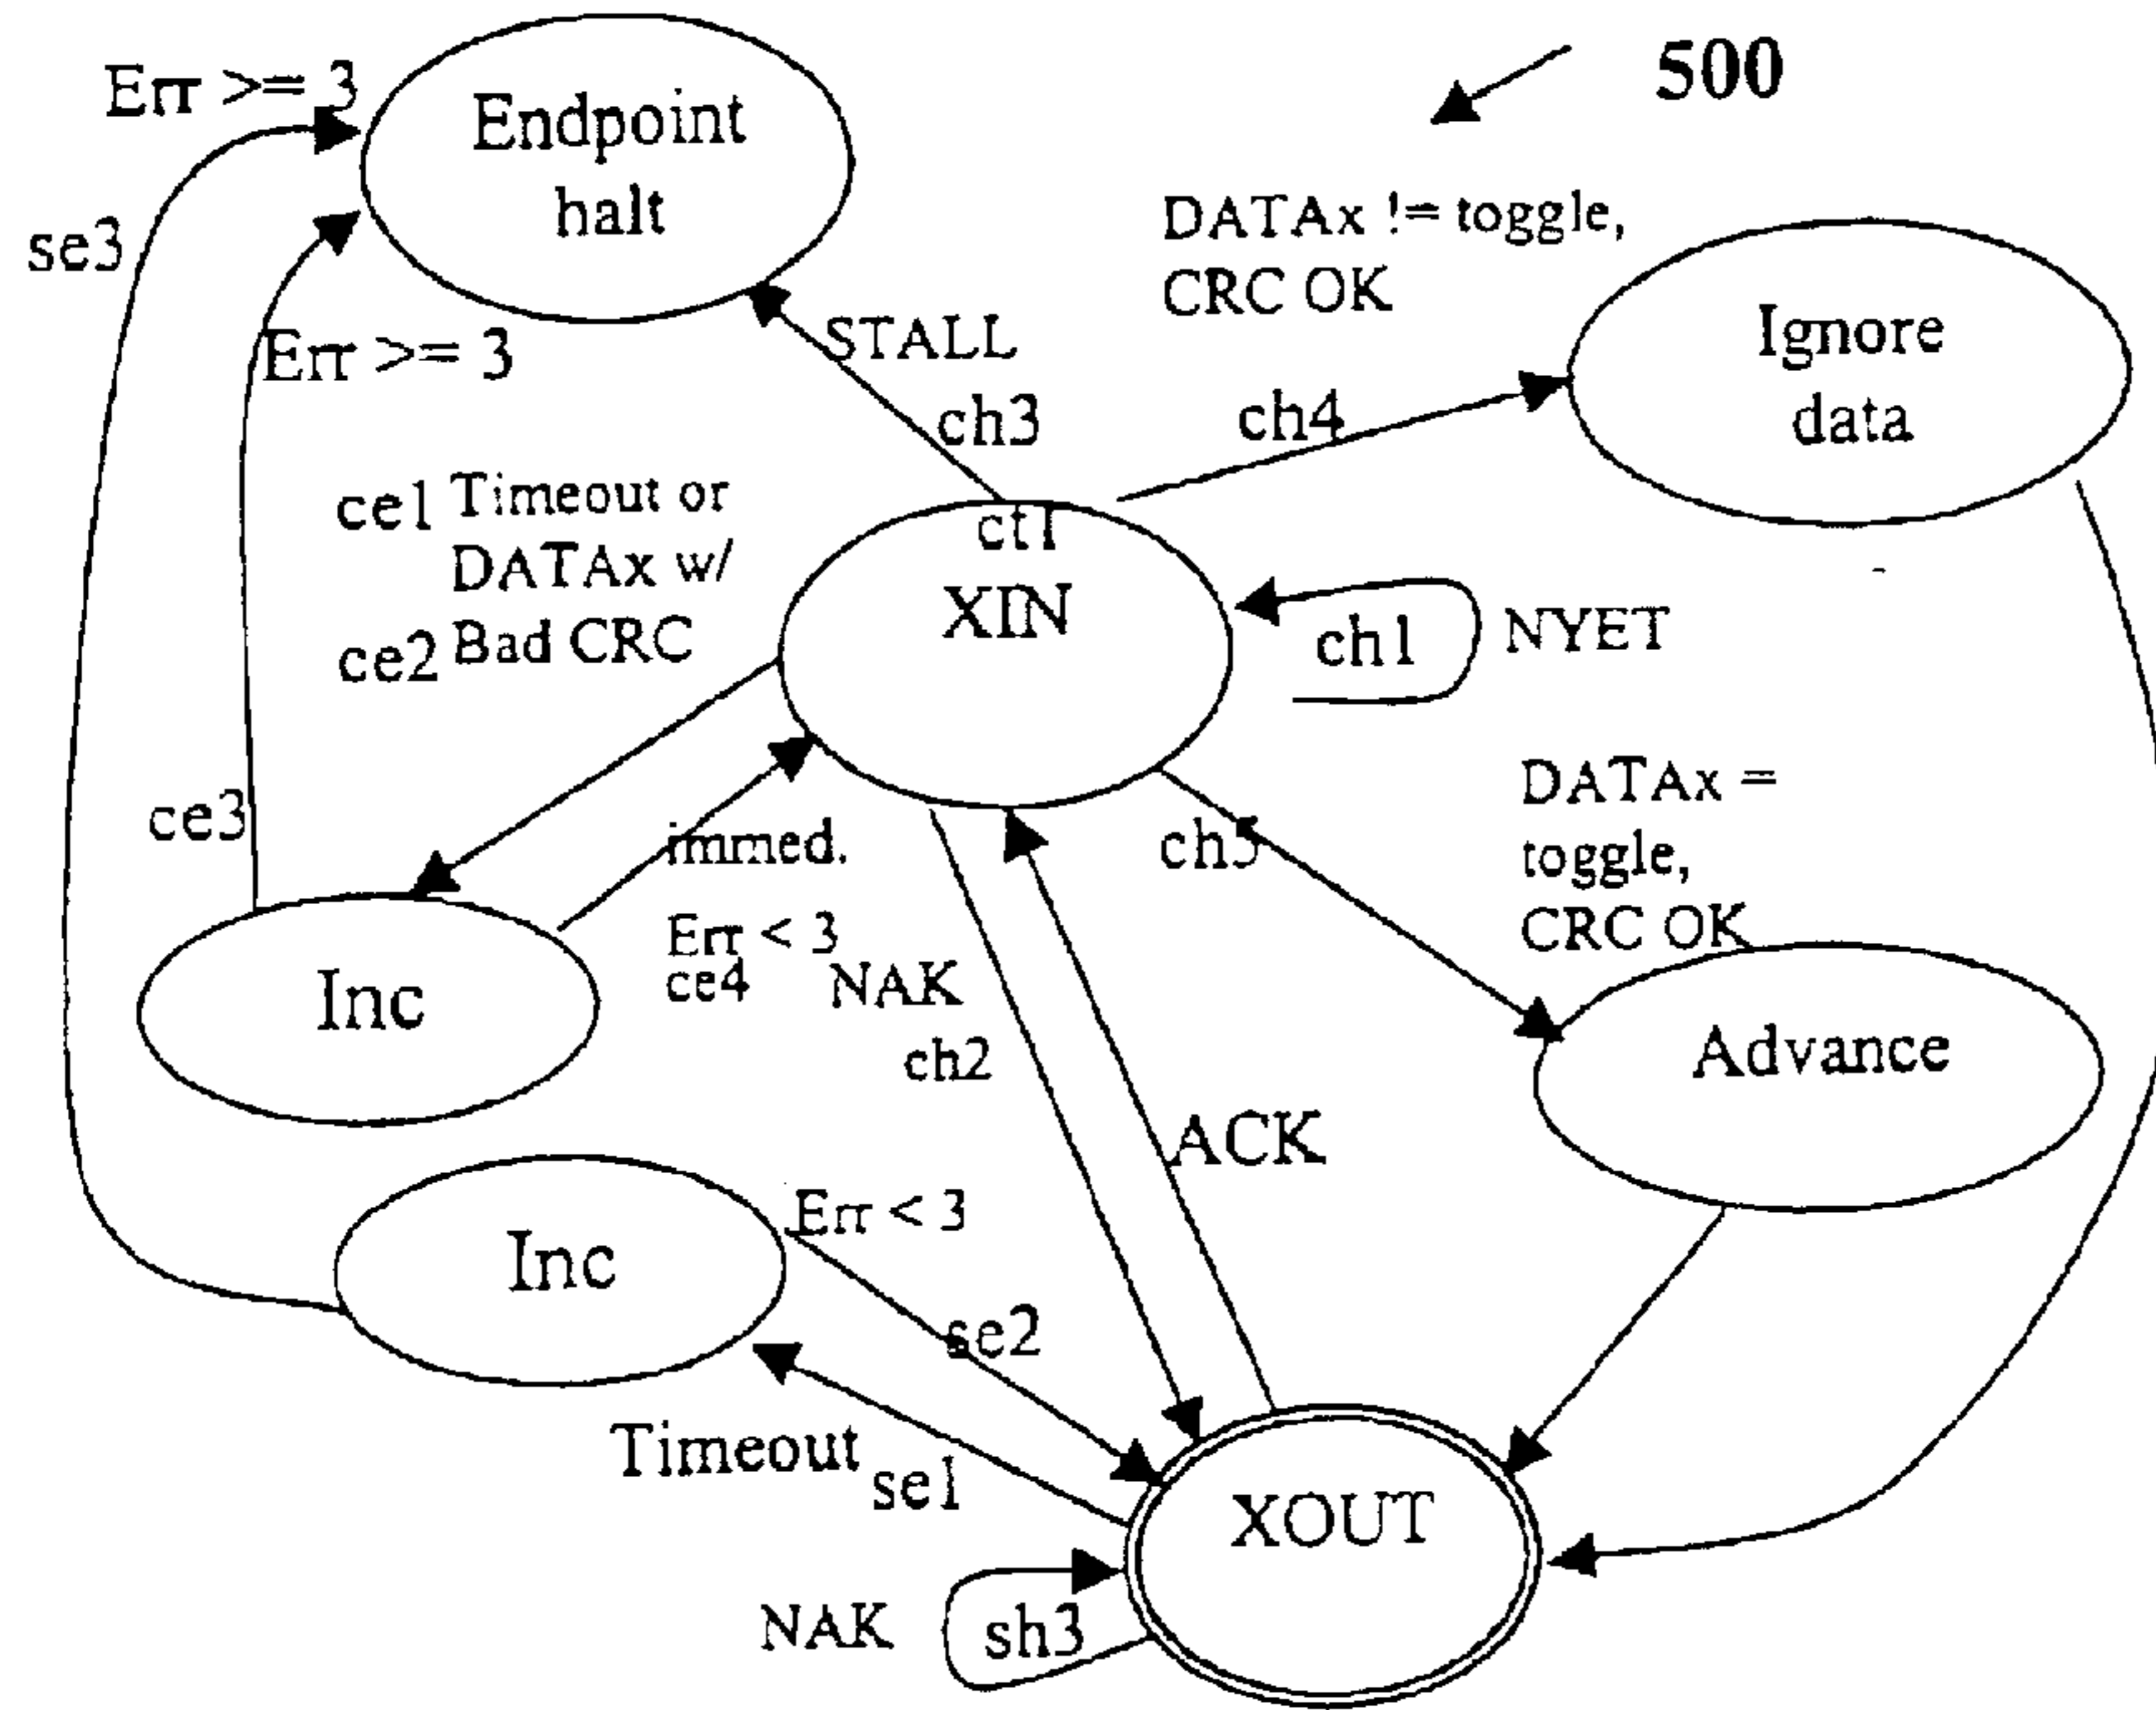 500
Err >= 3
Endpoint
halt
se3
DATAx != toggle,
CRC OK
Ignore
data
Err >= 3
STALL
ch3
ch4
ce1 Timeout or
DATAx w/
ce2 Bad CRC
ct1
XIN
ch1
NYET
DATAx =
toggle,
CRC OK
ce3
immed.
Err < 3
ce4
ch5
NAK
ch2
Inc
Advance
ACK
Err < 3
Inc
se2
Timeout
se1
XOUT
NAK
sh3